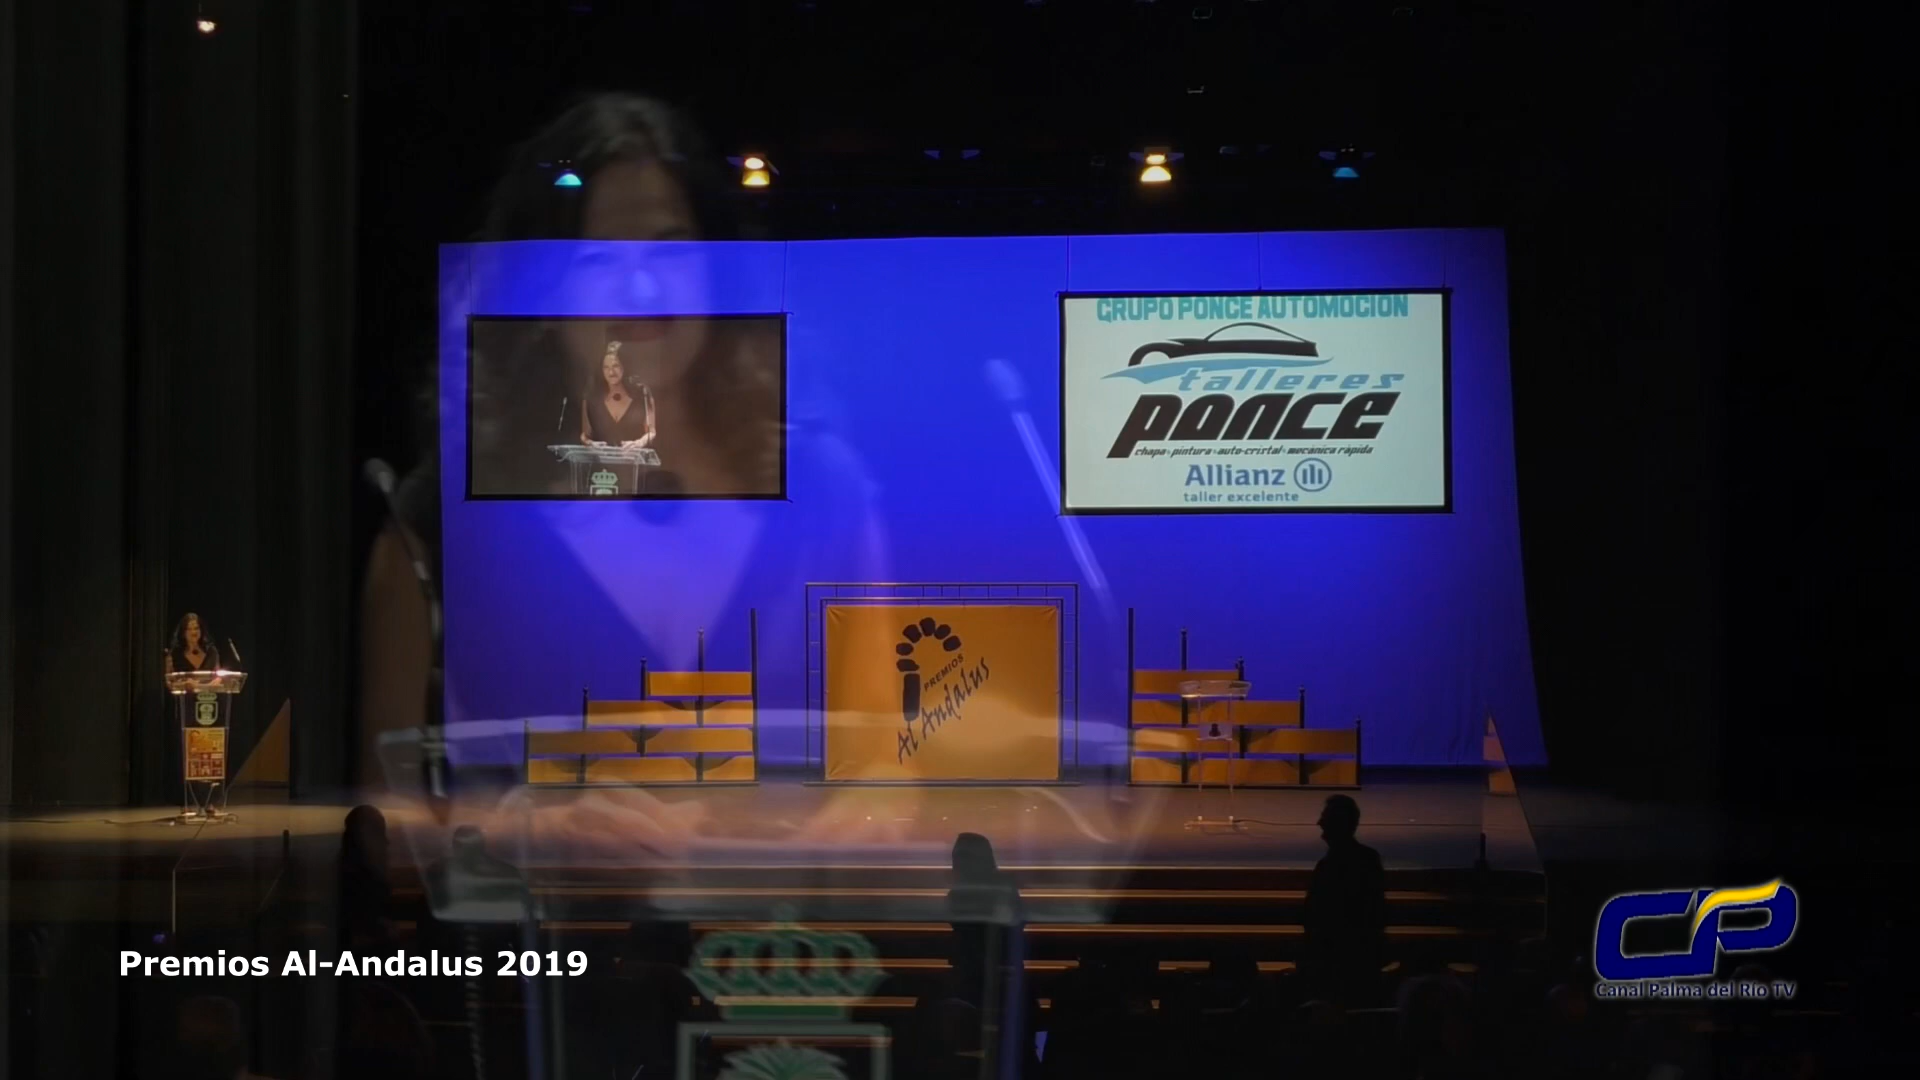 GRUPO PONCE AUTOMOCION
talleres
PONCE
chapa·pintura·auto-cristal·mecánica rápida
Allianz
taller excelente
PREMIOS
Al Andalus
Premios Al-Andalus 2019
CP
Canal Palma del Río TV